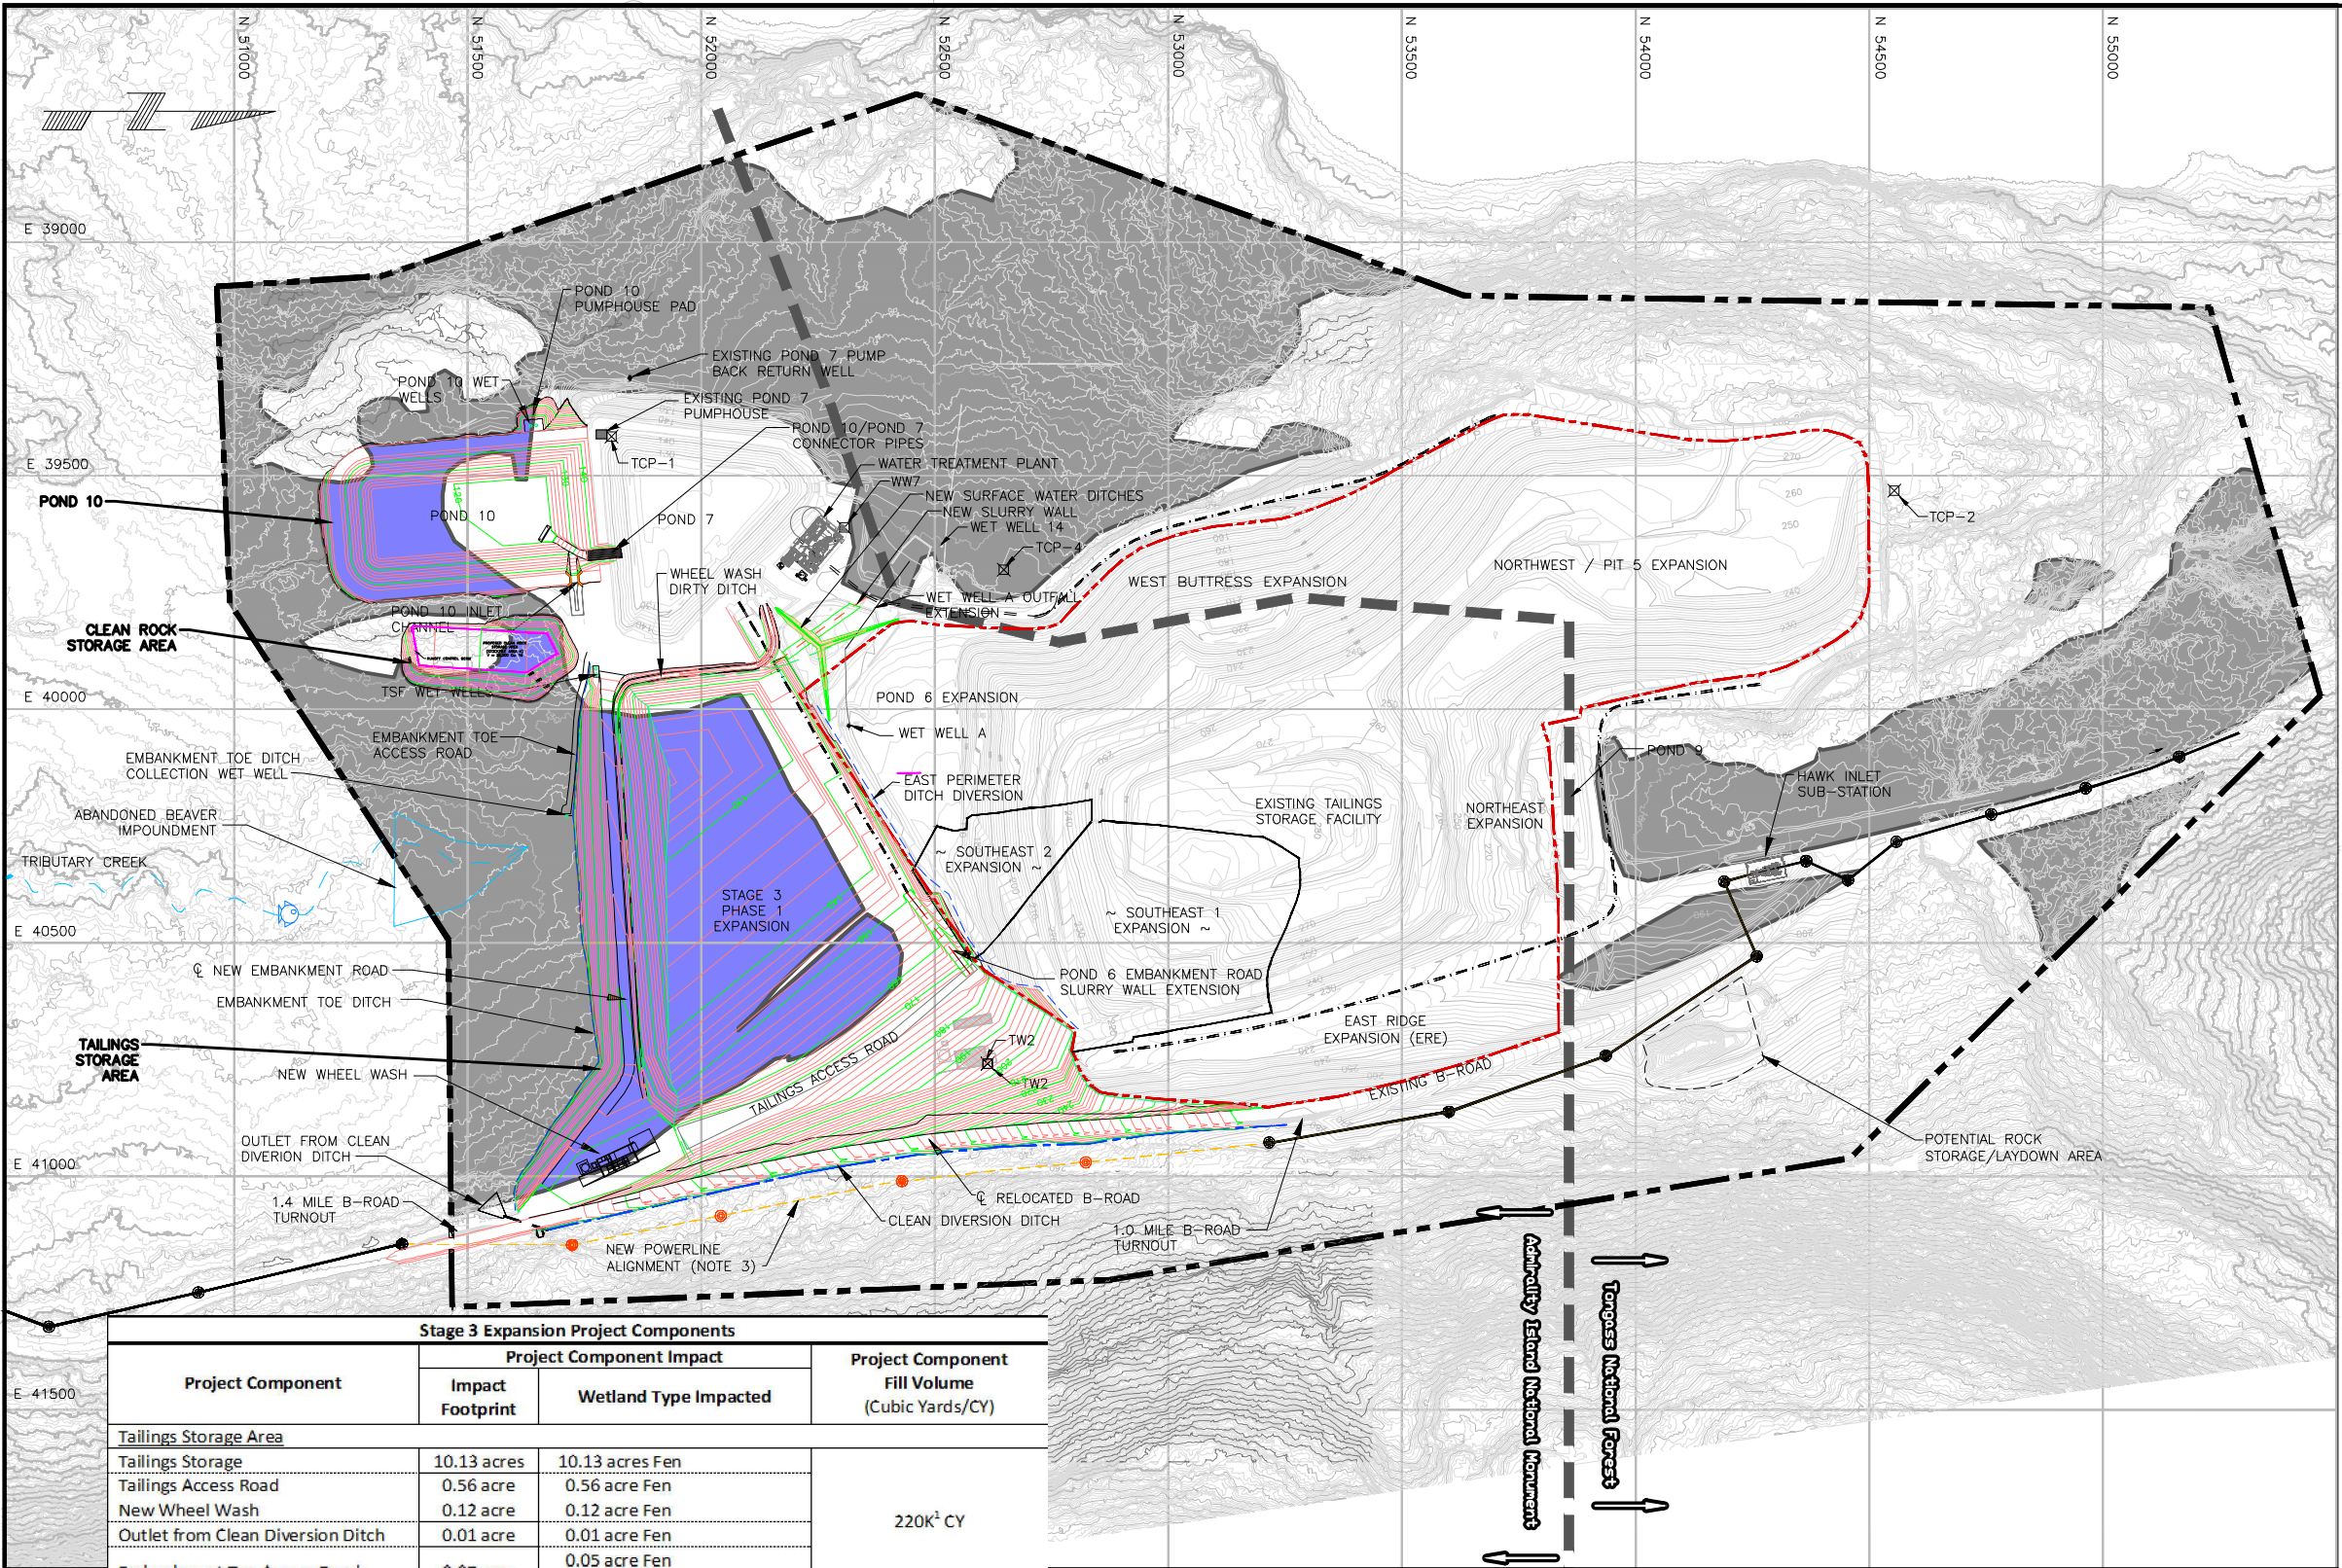 N 51000
N 51500
N 52000
N 52500
N 53000
N 53500
N 54000
N 54500
N 55000
E 39000
E 39500
E 40000
E 40500
E 41000
E 41500
POND 10
PUMPHOUSE PAD
EXISTING POND 7 PUMP
BACK RETURN WELL
POND 10 WET
WELLS
EXISTING POND 7
PUMPHOUSE
POND 10/POND 7
CONNECTOR PIPES
TCP-1
WATER TREATMENT PLANT
WW7
NEW SURFACE WATER DITCHES
NEW SLURRY WALL
WET WELL 14
TCP-4
TCP-2
POND 10
POND 10
POND 7
WEST BUTTRESS EXPANSION
NORTHWEST / PIT 5 EXPANSION
WHEEL WASH
DIRTY DITCH
WET WELL A OUTFALL
EXTENSION
POND 10 INLET
CHANNEL
CLEAN ROCK
STORAGE AREA
TSF WET WELLS
POND 6 EXPANSION
WET WELL A
EMBANKMENT TOE
ACCESS ROAD
EMBANKMENT TOE DITCH
COLLECTION WET WELL
EAST PERIMETER
DITCH DIVERSION
POND 9
HAWK INLET
SUB-STATION
EXISTING TAILINGS
STORAGE FACILITY
NORTHEAST
EXPANSION
ABANDONED BEAVER
IMPOUNDMENT
TRIBUTARY CREEK
~ SOUTHEAST 2
EXPANSION ~
STAGE 3
PHASE 1
EXPANSION
~ SOUTHEAST 1
EXPANSION ~
℄ NEW EMBANKMENT ROAD
EMBANKMENT TOE DITCH
POND 6 EMBANKMENT ROAD
SLURRY WALL EXTENSION
EAST RIDGE
EXPANSION (ERE)
TAILINGS
STORAGE
AREA
NEW WHEEL WASH
TAILINGS ACCESS ROAD
TW2
TW2
EXISTING B-ROAD
OUTLET FROM CLEAN
DIVERION DITCH
POTENTIAL ROCK
STORAGE/LAYDOWN AREA
1.4 MILE B-ROAD
TURNOUT
℄ RELOCATED B-ROAD
CLEAN DIVERSION DITCH
1.0 MILE B-ROAD
TURNOUT
NEW POWERLINE
ALIGNMENT (NOTE 3)
Admirality Island National Monument
Tongass National Forest
Stage 3 Expansion Project Components
Project Component
Project Component Impact
Impact
Footprint
Wetland Type Impacted
Project Component
Fill Volume
(Cubic Yards/CY)
Tailings Storage Area
Tailings Storage 10.13 acres 10.13 acres Fen
Tailings Access Road 0.56 acre 0.56 acre Fen
New Wheel Wash 0.12 acre 0.12 acre Fen
Outlet from Clean Diversion Ditch 0.01 acre 0.01 acre Fen
220K¹ CY
0.05 acre Fen